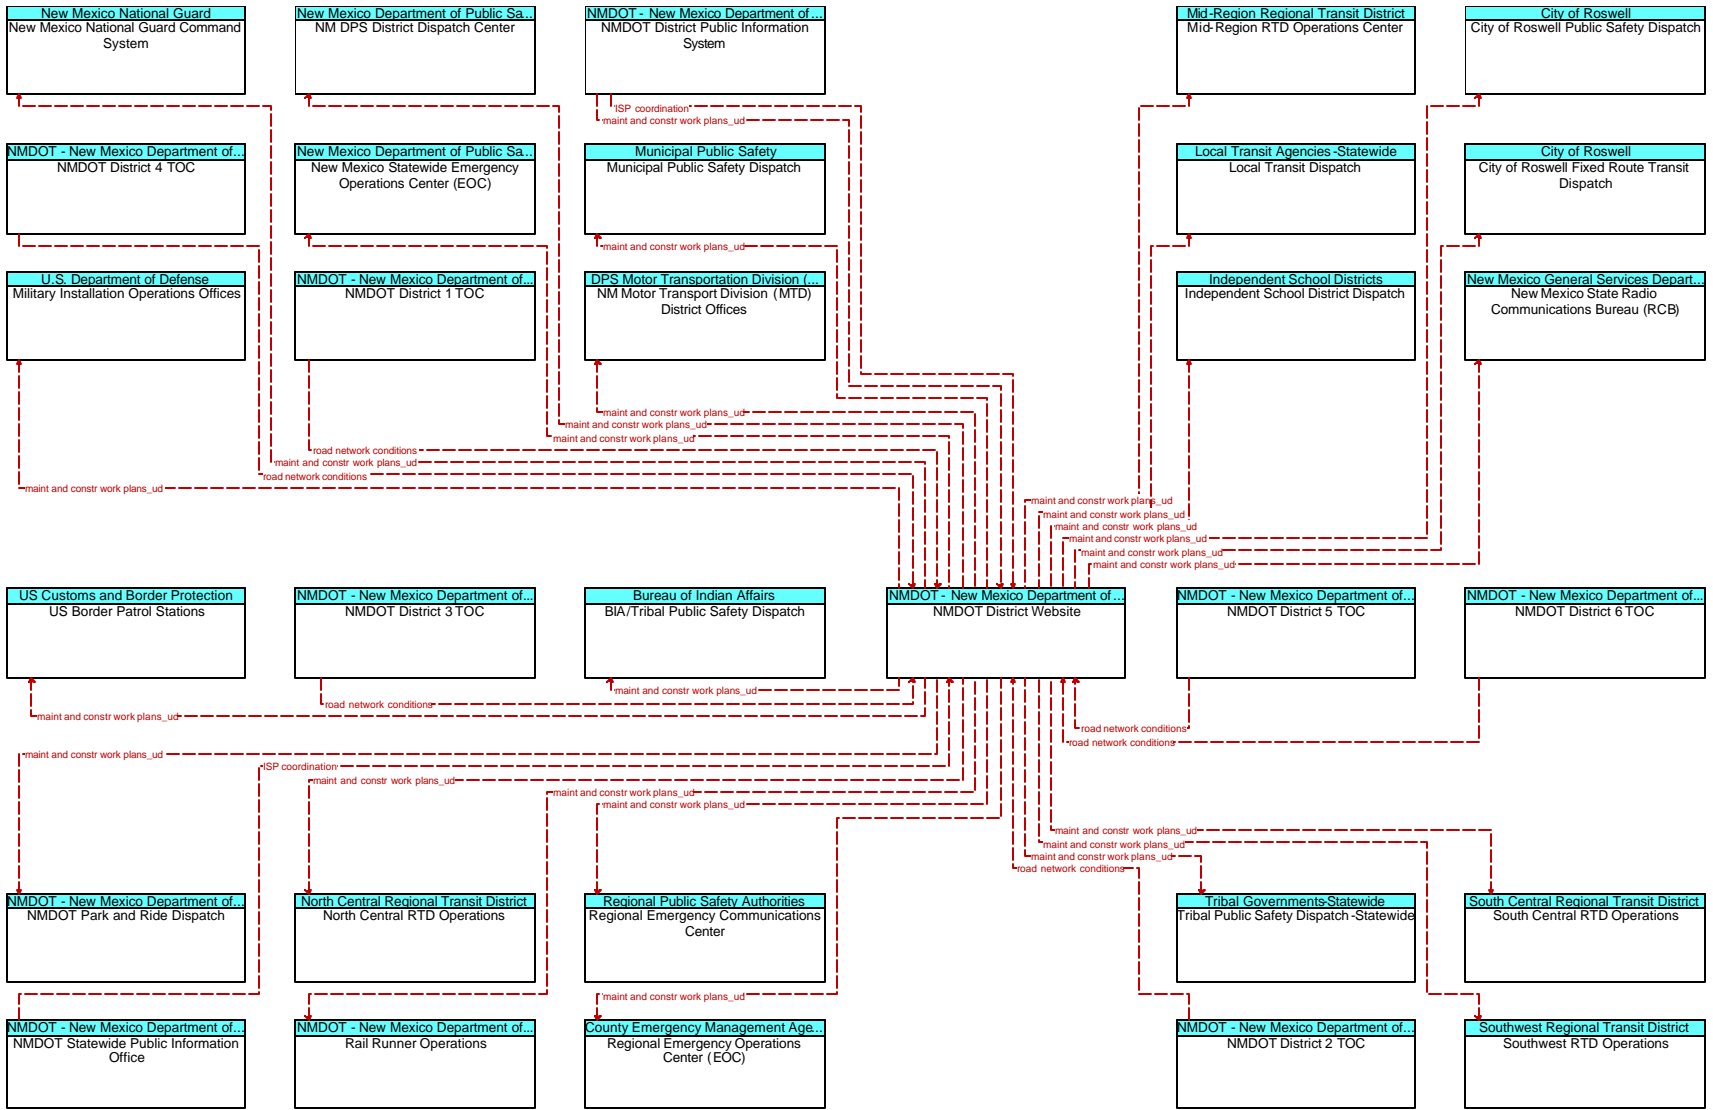 New Mexico National Guard
New Mexico National Guard Command
System
New Mexico Department of Public Sa...
NM DPS District Dispatch Center
NMDOT - New Mexico Department of...
NMDOT District Public Information
System
Mid-Region Regional Transit District
Mid-Region RTD Operations Center
City of Roswell
City of Roswell Public Safety Dispatch
ISP coordination
maint and constr work plans_ud
NMDOT - New Mexico Department of...
NMDOT District 4 TOC
New Mexico Department of Public Sa...
New Mexico Statewide Emergency
Operations Center (EOC)
Municipal Public Safety
Municipal Public Safety Dispatch
Local Transit Agencies-Statewide
Local Transit Dispatch
City of Roswell
City of Roswell Fixed Route Transit
Dispatch
maint and constr work plans_ud
U.S. Department of Defense
Military Installation Operations Offices
NMDOT - New Mexico Department of...
NMDOT District 1 TOC
DPS Motor Transportation Division (...
NM Motor Transport Division (MTD)
District Offices
Independent School Districts
Independent School District Dispatch
New Mexico General Services Depart...
New Mexico State Radio
Communications Bureau (RCB)
maint and constr work plans_ud
maint and constr work plans_ud
maint and constr work plans_ud
road network conditions
maint and constr work plans_ud
road network conditions
maint and constr work plans_ud
maint and constr work plans_ud
maint and constr work plans_ud
maint and constr work plans_ud
maint and constr work plans_ud
maint and constr work plans_ud
maint and constr work plans_ud
US Customs and Border Protection
US Border Patrol Stations
NMDOT - New Mexico Department of...
NMDOT District 3 TOC
Bureau of Indian Affairs
BIA/Tribal Public Safety Dispatch
NMDOT - New Mexico Department of...
NMDOT District Website
NMDOT - New Mexico Department of...
NMDOT District 5 TOC
NMDOT - New Mexico Department of...
NMDOT District 6 TOC
maint and constr work plans_ud
road network conditions
maint and constr work plans_ud
road network conditions
road network conditions
maint and constr work plans_ud
ISP coordination
maint and constr work plans_ud
maint and constr work plans_ud
maint and constr work plans_ud
maint and constr work plans_ud
maint and constr work plans_ud
maint and constr work plans_ud
road network conditions
NMDOT - New Mexico Department of...
NMDOT Park and Ride Dispatch
North Central Regional Transit District
North Central RTD Operations
Regional Public Safety Authorities
Regional Emergency Communications
Center
Tribal Governments-Statewide
Tribal Public Safety Dispatch-Statewide
South Central Regional Transit District
South Central RTD Operations
maint and constr work plans_ud
NMDOT - New Mexico Department of...
NMDOT Statewide Public Information
Office
NMDOT - New Mexico Department of...
Rail Runner Operations
County Emergency Management Age...
Regional Emergency Operations
Center (EOC)
NMDOT - New Mexico Department of...
NMDOT District 2 TOC
Southwest Regional Transit District
Southwest RTD Operations